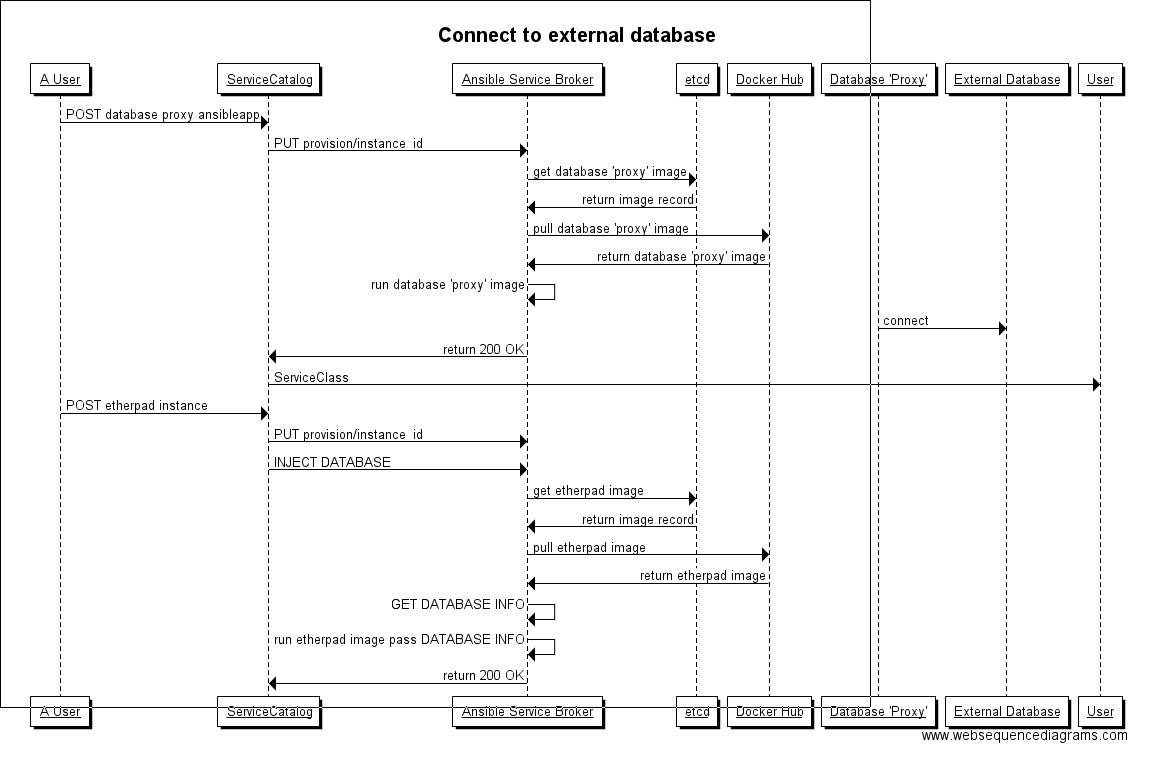 Connect to external database
A User
ServiceCatalog
Ansible Service Broker
etcd
Docker Hub
Database 'Proxy'
External Database
User
POST database proxy ansibleapp
PUT provision/instance_id
get database 'proxy' image
return image record
pull database 'proxy' image
return database 'proxy' image
run database 'proxy' image
connect
return 200 OK
ServiceClass
POST etherpad instance
PUT provision/instance_id
INJECT DATABASE
get etherpad image
return image record
pull etherpad image
return etherpad image
GET DATABASE INFO
run etherpad image pass DATABASE INFO
return 200 OK
A User
ServiceCatalog
Ansible Service Broker
etcd
Docker Hub
Database 'Proxy'
External Database
User
www.websequencediagrams.com